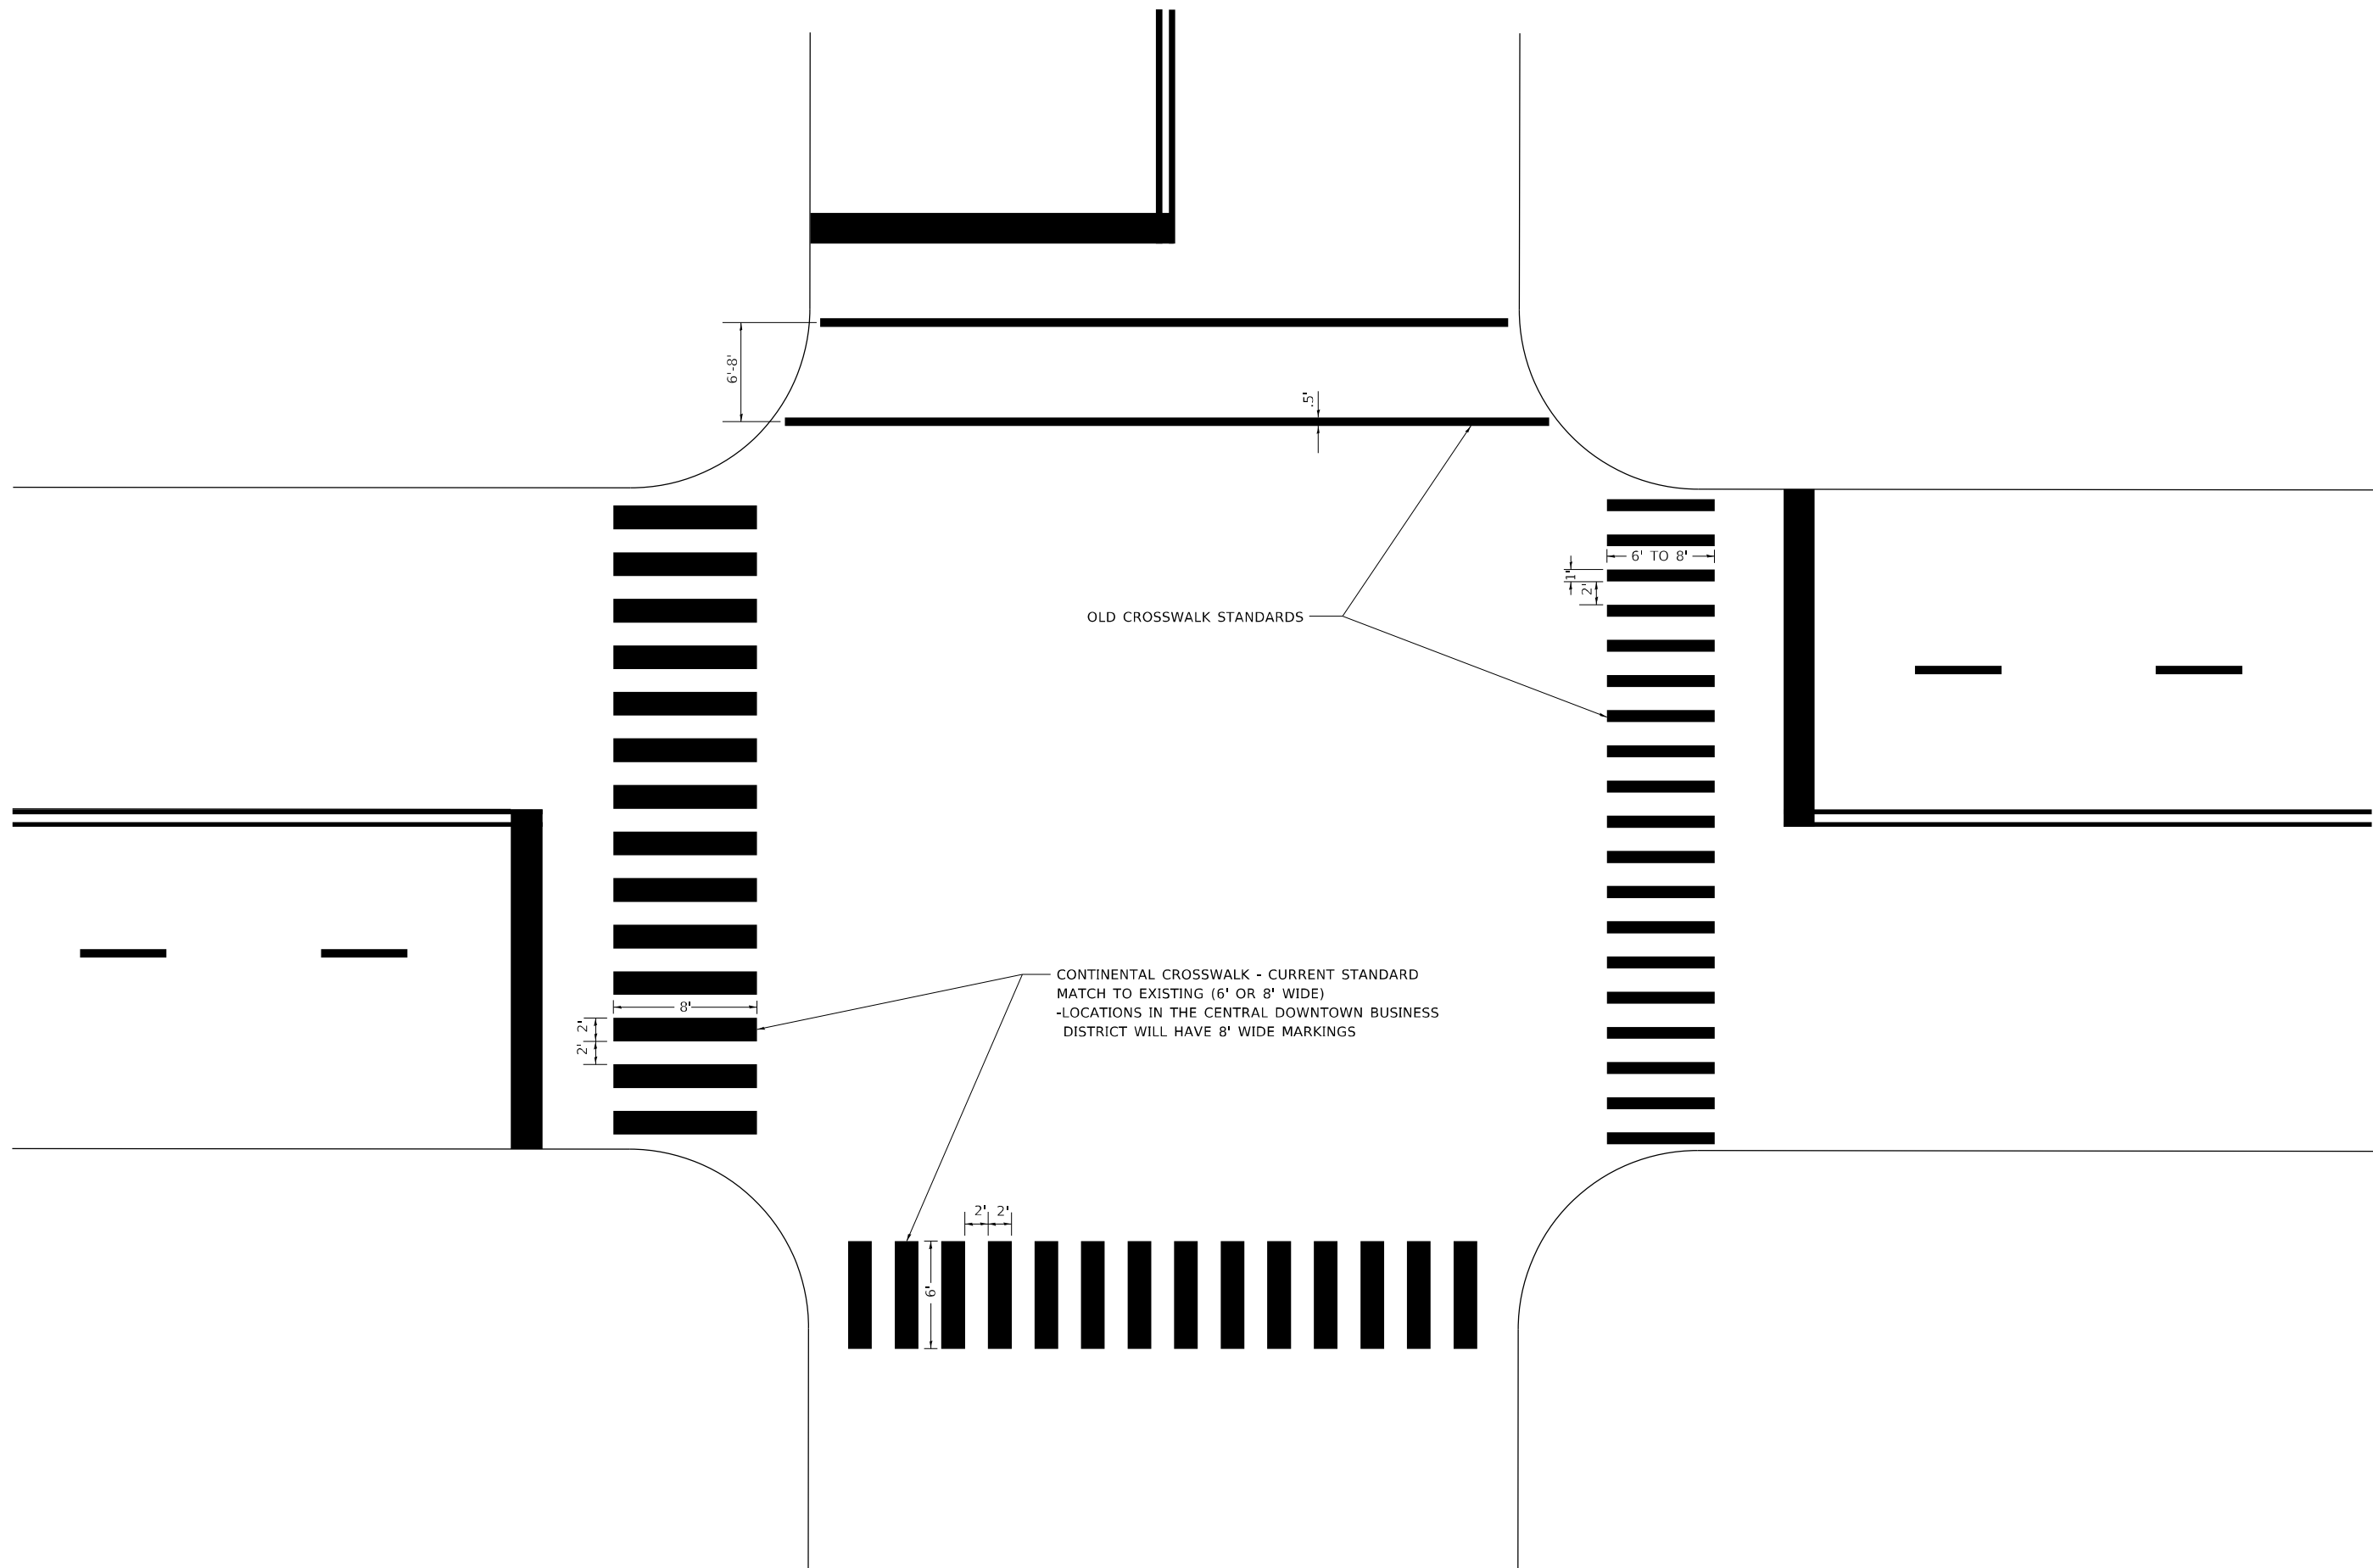 6'-8'
.5'
6' TO 8'
1'
2'
OLD CROSSWALK STANDARDS
CONTINENTAL CROSSWALK - CURRENT STANDARD
MATCH TO EXISTING (6' OR 8' WIDE)
-LOCATIONS IN THE CENTRAL DOWNTOWN BUSINESS
DISTRICT WILL HAVE 8' WIDE MARKINGS
8'
2'
2'
2' 2'
6'